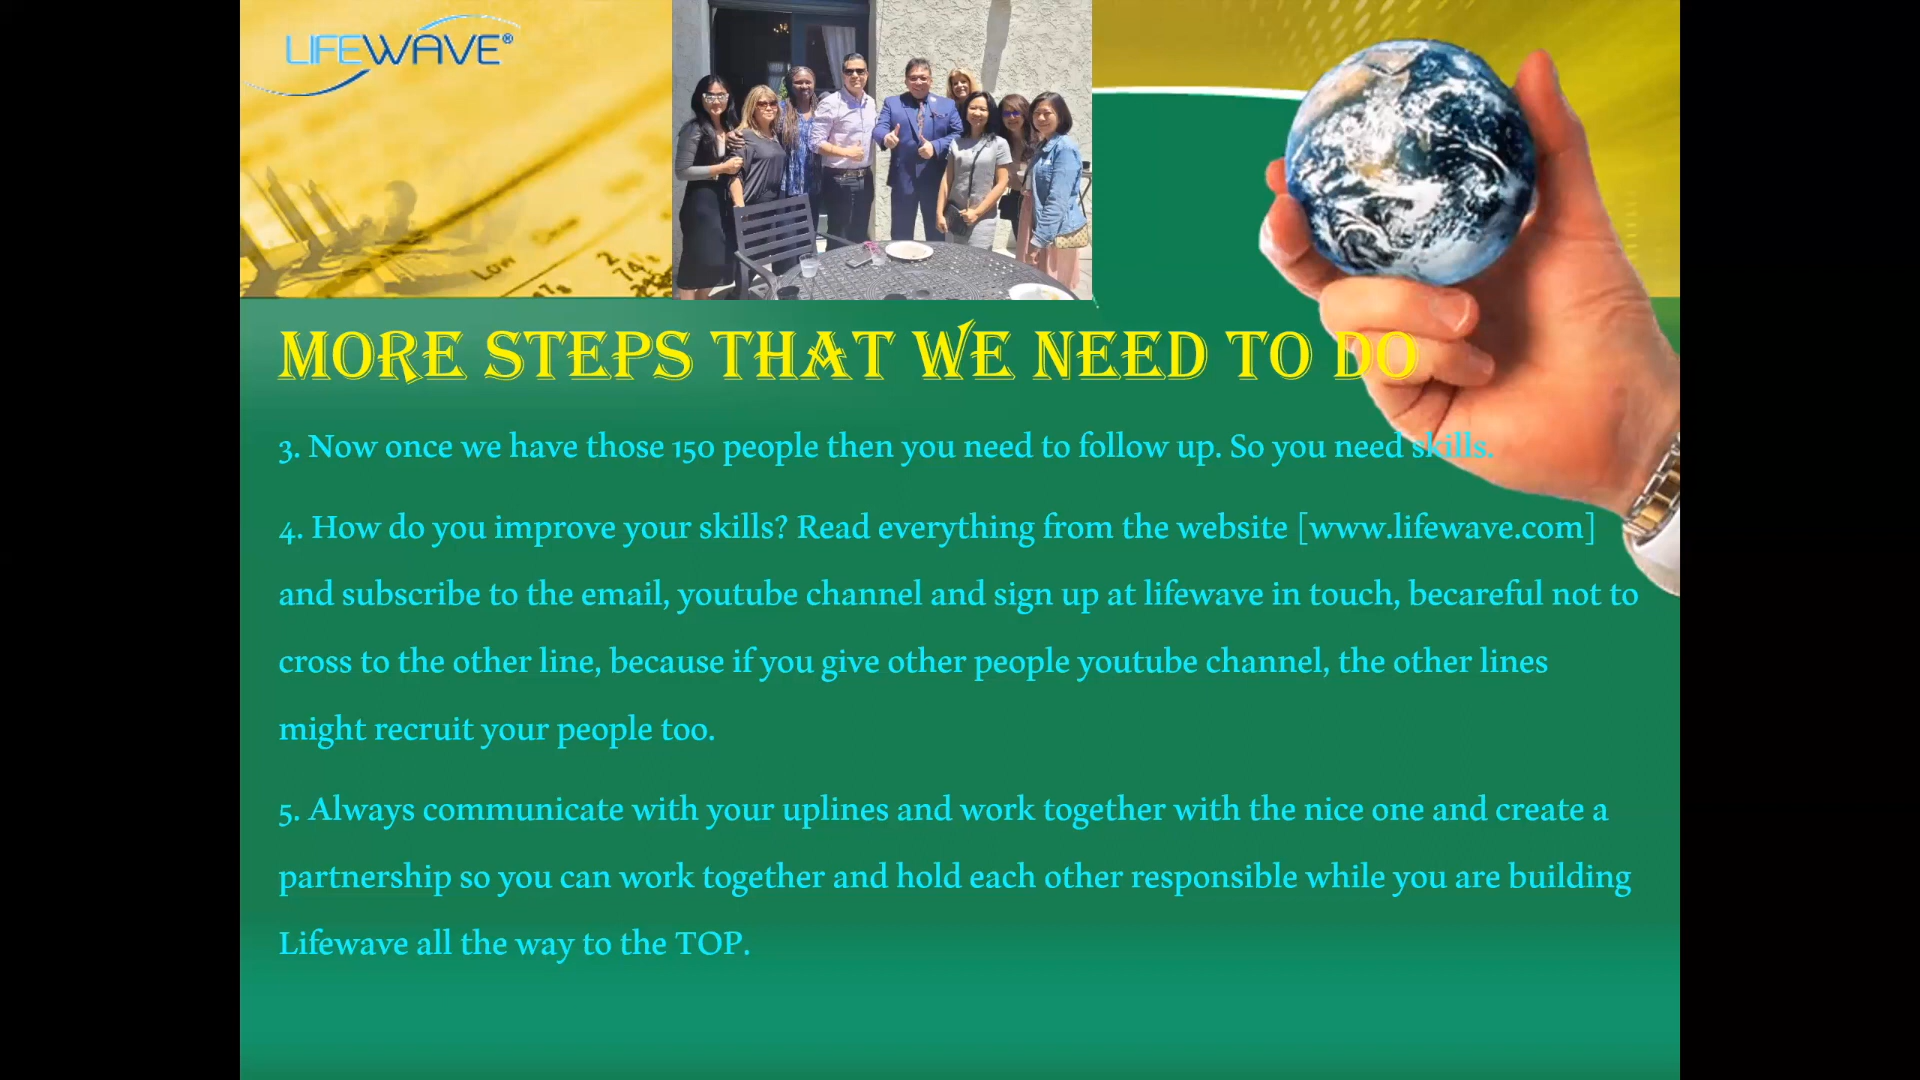 LIFEWAVE®
Low
MORE STEPS THAT WE NEED TO DO
3. Now once we have those 150 people then you need to follow up. So you need skills.
4. How do you improve your skills? Read everything from the website [www.lifewave.com]
and subscribe to the email, youtube channel and sign up at lifewave in touch, becareful not to
cross to the other line, because if you give other people youtube channel, the other lines
might recruit your people too.
5. Always communicate with your uplines and work together with the nice one and create a
partnership so you can work together and hold each other responsible while you are building
Lifewave all the way to the TOP.